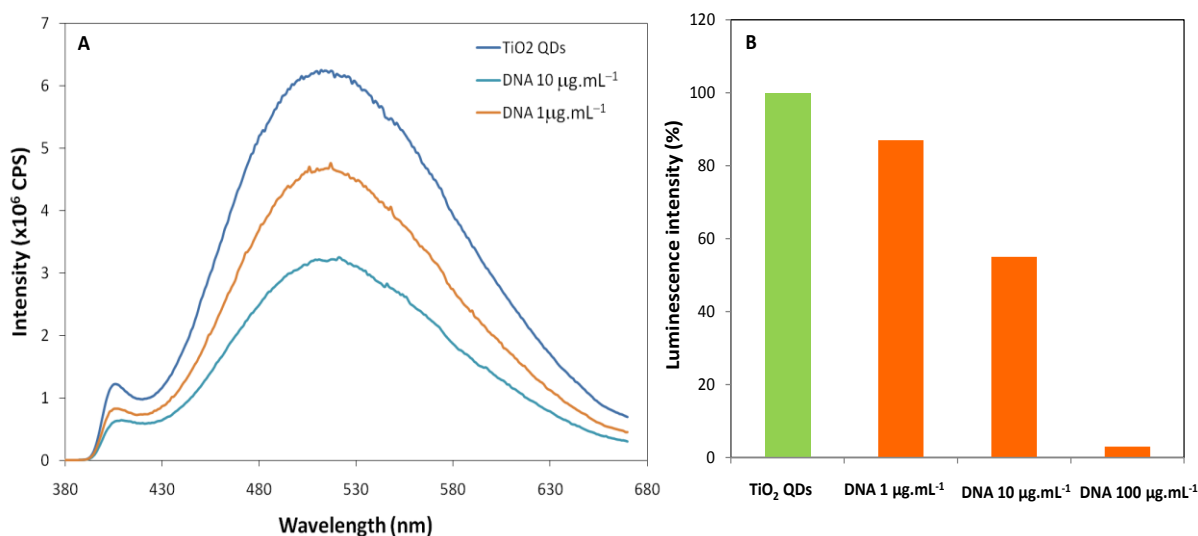 A
TiO2 QDs
DNA 10 µg.mL⁻¹
DNA 1µg.mL⁻¹
Intensity (x10⁶ CPS)
7
6
5
4
3
2
1
0
380 430 480 530 580 630 680
Wavelength (nm)
B
Luminescence intensity (%)
120
100
80
60
40
20
0
TiO₂ QDs DNA 1 µg.mL⁻¹ DNA 10 µg.mL⁻¹ DNA 100 µg.mL⁻¹